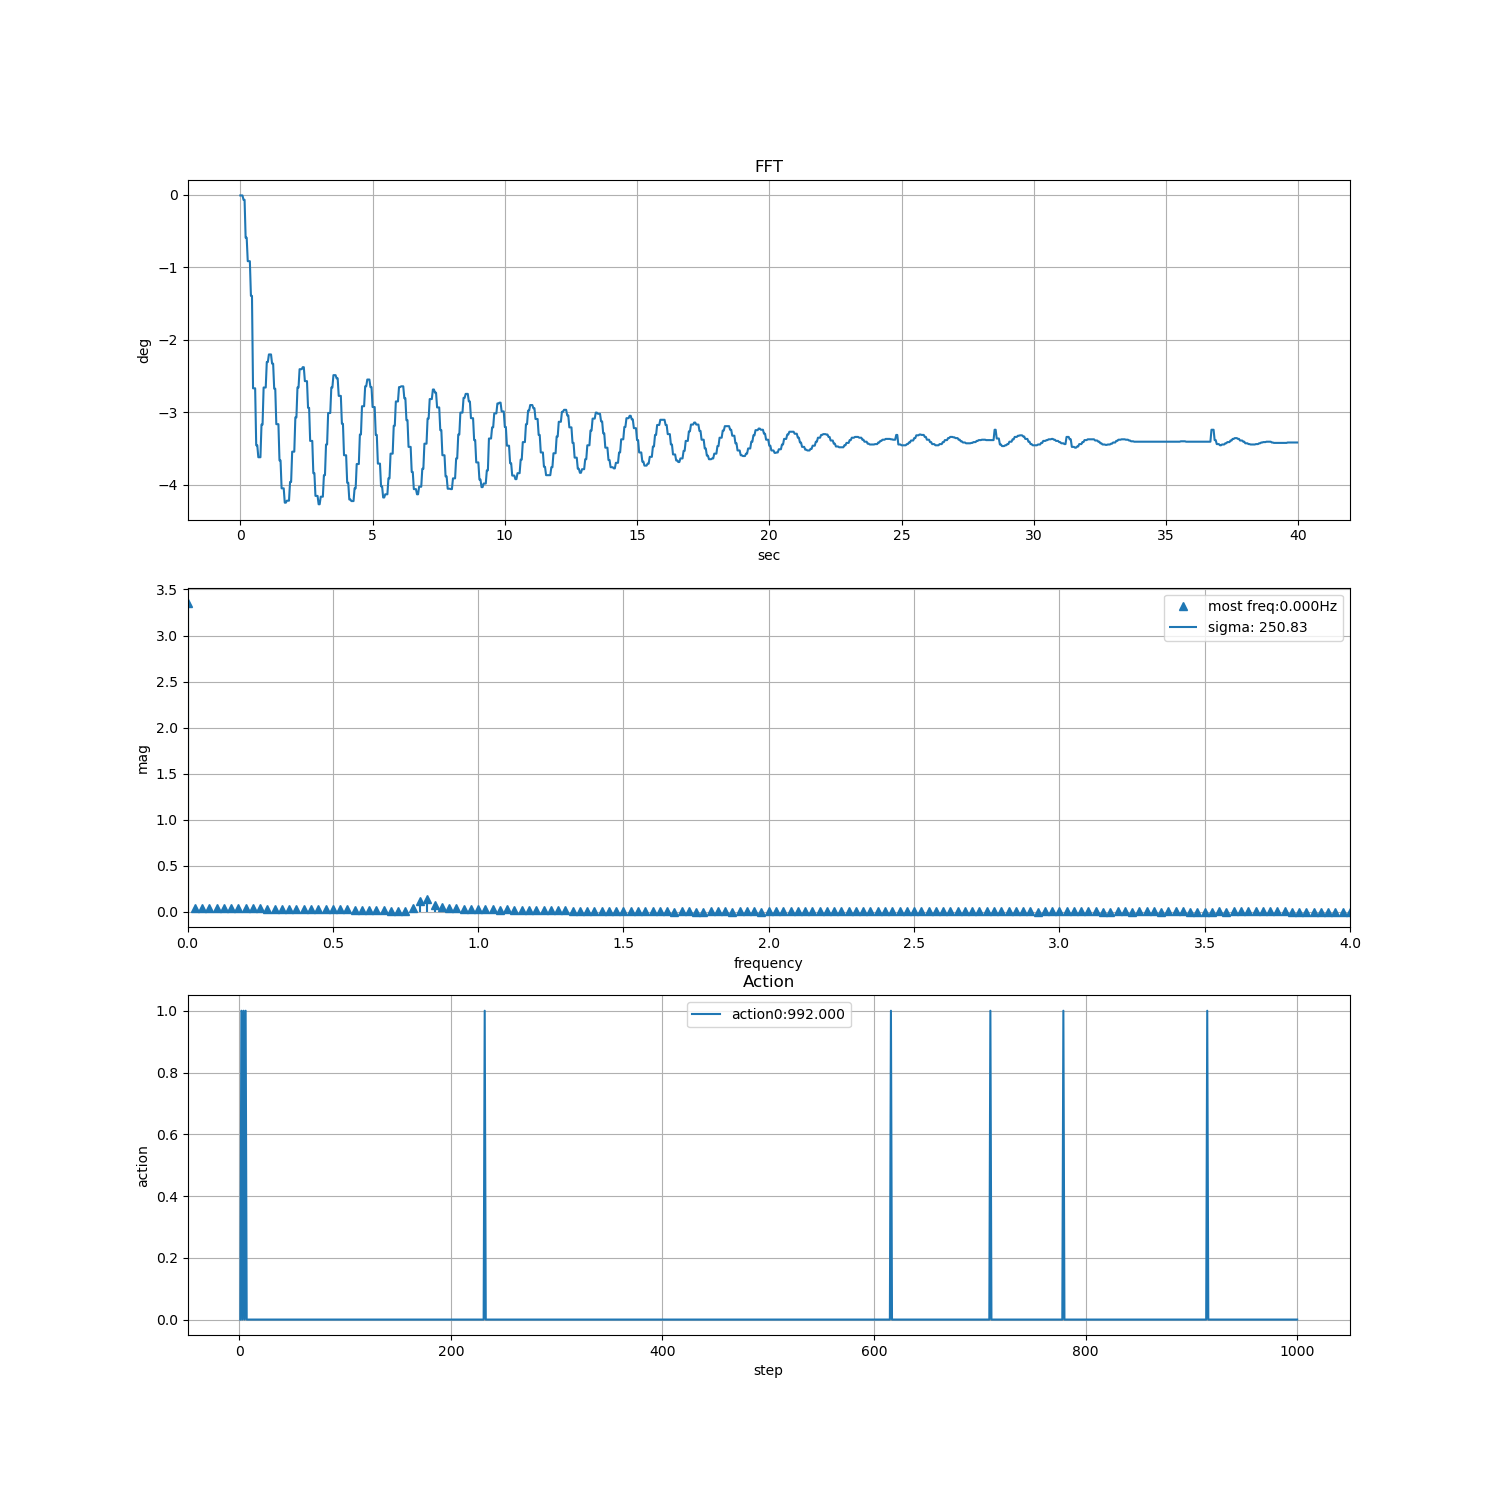 FFT
0
−1
−2
−3
−4
deg
0 5 10 15 20 25 30 35 40
sec
3.5
3.0
2.5
2.0
1.5
1.0
0.5
0.0
mag
most freq:0.000Hz
sigma: 250.83
0.0 0.5 1.0 1.5 2.0 2.5 3.0 3.5 4.0
frequency
Action
1.0
0.8
0.6
0.4
0.2
0.0
action
action0:992.000
0 200 400 600 800 1000
step